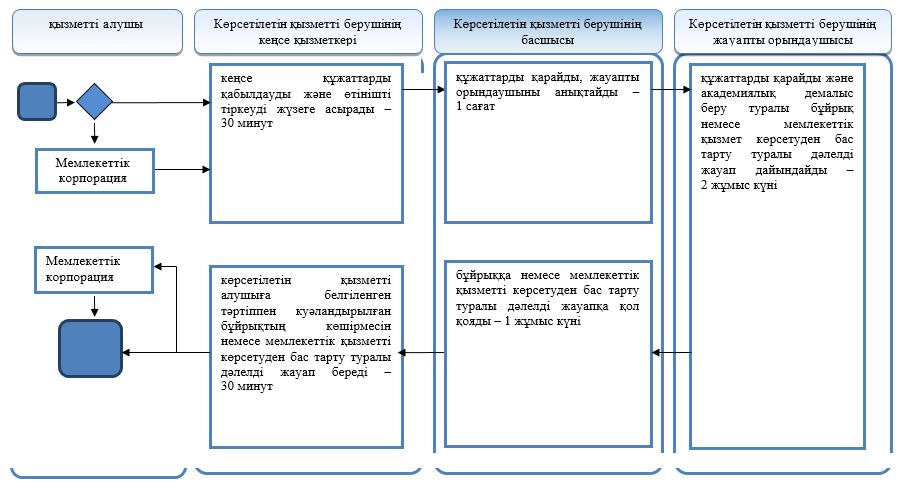 қызметті алушы
Көрсетілетін қызметті берушінің
кеңсе қызметкері
Көрсетілетін қызметті берушінің
басшысы
Көрсетілетін қызметті берушінің
жауапты орындаушысы
кеңсе құжаттарды
қабылдауды және өтінішті
тіркеуді жүзеге асырады –
30 минут
құжаттарды қарайды, жауапты
орындаушыны анықтайды –
1 сағат
құжаттарды қарайды және
академиялық демалыс
беру туралы бұйрық
немесе мемлекеттік
қызмет көрсетуден бас
тарту туралы дәлелді
жауап дайындайды –
2 жұмыс күні
Мемлекеттік
корпорация
Мемлекеттік
корпорация
көрсетілетін қызметті
алушыға белгіленген
тәртіппен куәландырылған
бұйрықтың көшірмесін
немесе мемлекеттік қызметті
көрсетуден бас тарту туралы
дәлелді жауап береді –
30 минут
бұйрыққа немесе мемлекеттік
қызметті көрсетуден бас тарту
туралы дәлелді жауапқа қол
қояды – 1 жұмыс күні